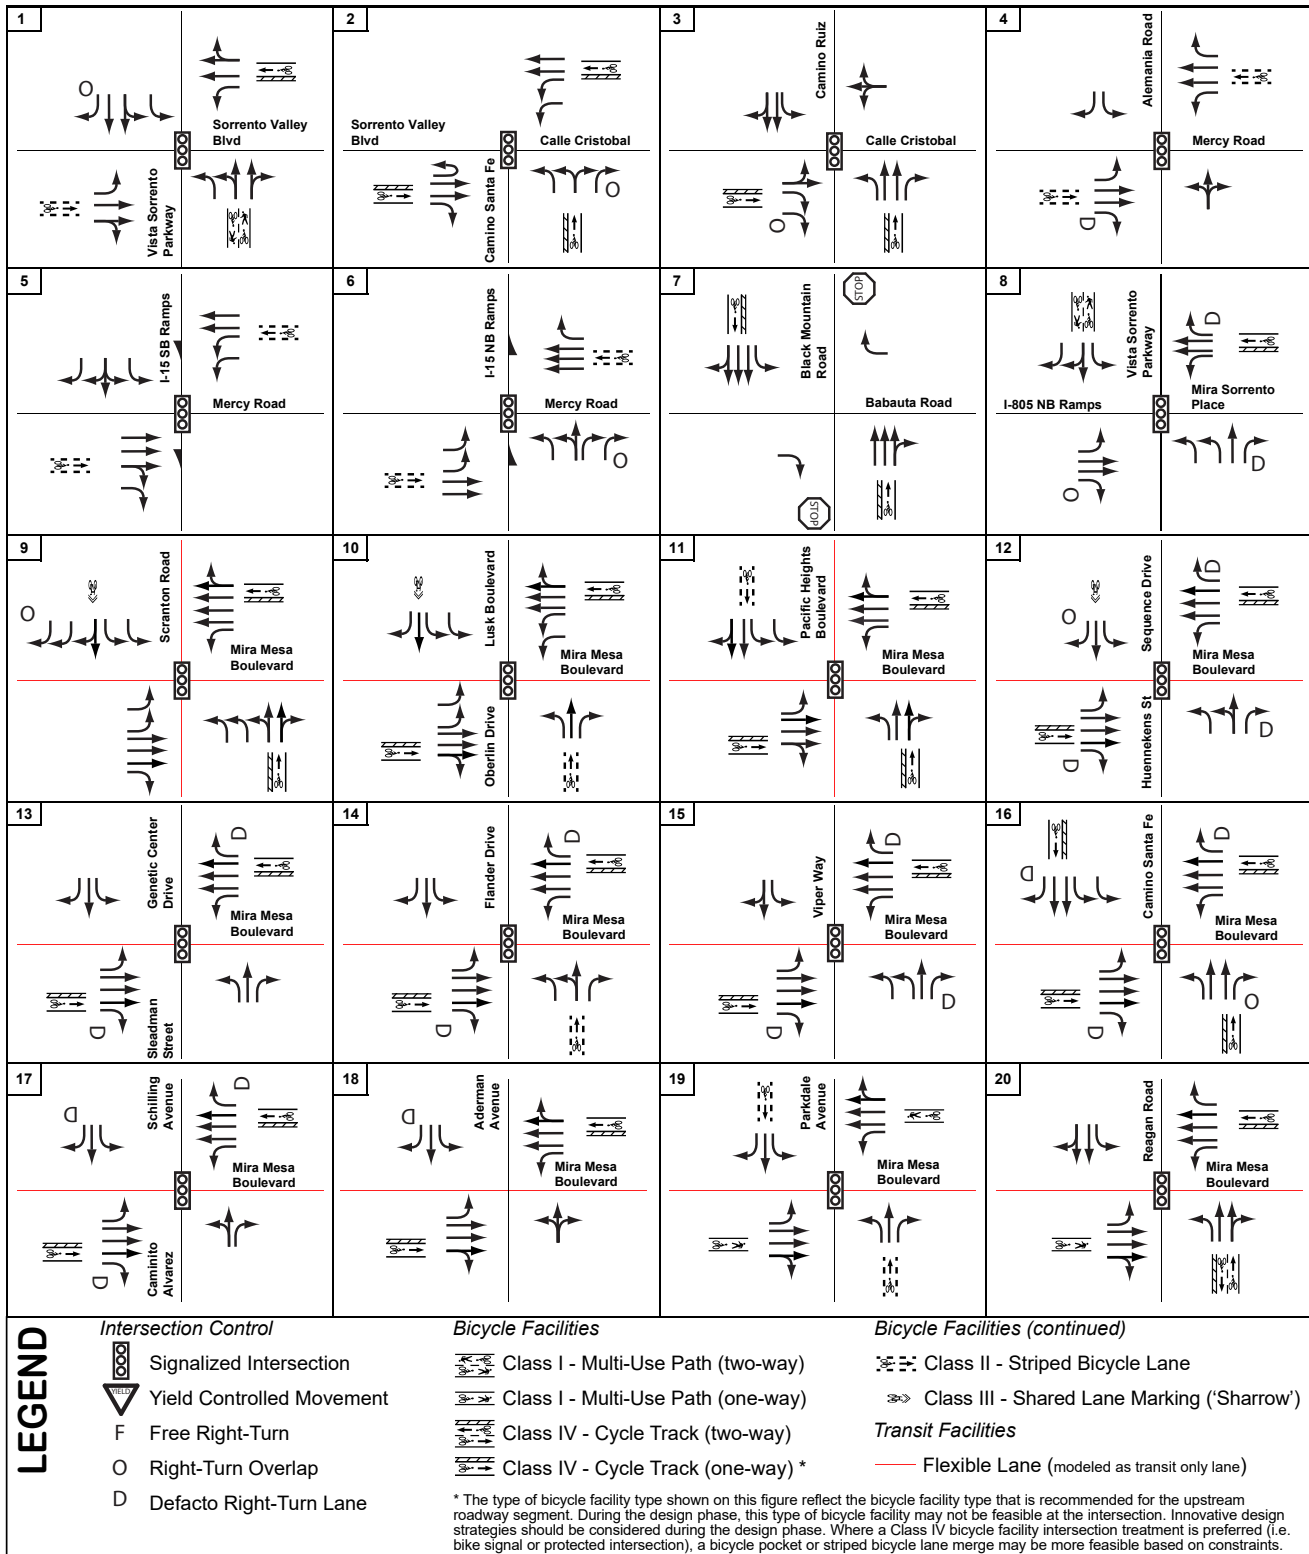 1
O
Sorrento Valley
Blvd
Vista Sorrento
Parkway
2
Sorrento Valley
Blvd
Calle Cristobal
Camino Santa Fe
O
3
Camino Ruiz
Calle Cristobal
O
4
Alemania Road
Mercy Road
D
5
I-15 SB Ramps
Mercy Road
6
I-15 NB Ramps
Mercy Road
O
7
Black Mountain
Road
STOP
Babauta Road
STOP
8
Vista Sorrento
Parkway
D
I-805 NB Ramps
Mira Sorrento
Place
O
D
9
O
Scranton Road
Mira Mesa
Boulevard
10
Lusk Boulevard
Mira Mesa
Boulevard
Oberlin Drive
11
Pacific Heights
Boulevard
Mira Mesa
Boulevard
12
O
Sequence Drive
D
Mira Mesa
Boulevard
Huennekens St
D
D
13
Genetic Center
Drive
D
Mira Mesa
Boulevard
Sleadman
Street
D
14
Flander Drive
D
Mira Mesa
Boulevard
D
15
Viper Way
D
Mira Mesa
Boulevard
D
D
16
D
Camino Santa Fe
D
Mira Mesa
Boulevard
D
O
17
D
Schilling
Avenue
D
Mira Mesa
Boulevard
Caminito
Alvarez
D
18
D
Aderman
Avenue
Mira Mesa
Boulevard
19
Parkdale
Avenue
Mira Mesa
Boulevard
20
Reagan Road
Mira Mesa
Boulevard
LEGEND
Intersection Control
Signalized Intersection
YIELD
Yield Controlled Movement
F Free Right-Turn
O Right-Turn Overlap
D Defacto Right-Turn Lane
Bicycle Facilities
Class I - Multi-Use Path (two-way)
Class I - Multi-Use Path (one-way)
Class IV - Cycle Track (two-way)
Class IV - Cycle Track (one-way) *
Bicycle Facilities (continued)
Class II - Striped Bicycle Lane
Class III - Shared Lane Marking (‘Sharrow’)
Transit Facilities
Flexible Lane (modeled as transit only lane)
* The type of bicycle facility type shown on this figure reflect the bicycle facility type that is recommended for the upstream
roadway segment. During the design phase, this type of bicycle facility may not be feasible at the intersection. Innovative design
strategies should be considered during the design phase. Where a Class IV bicycle facility intersection treatment is preferred (i.e.
bike signal or protected intersection), a bicycle pocket or striped bicycle lane merge may be more feasible based on constraints.